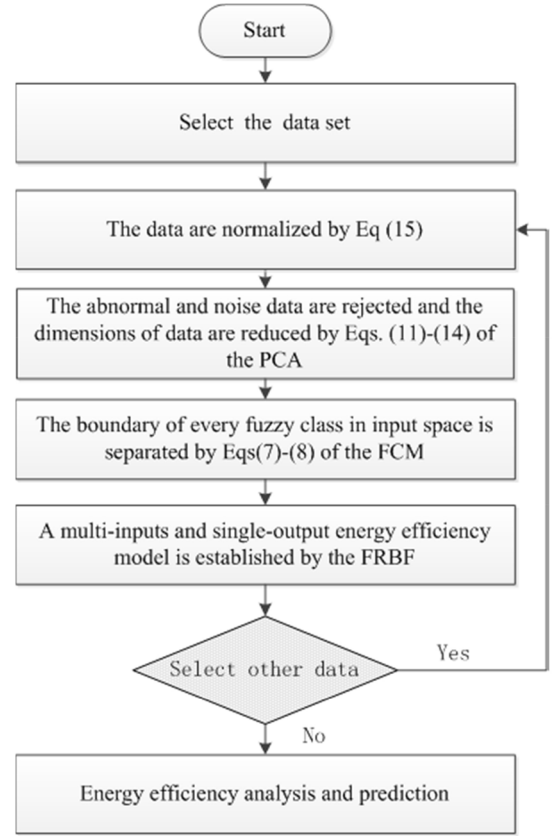 Start
Select the data set
The data are normalized by Eq (15)
The abnormal and noise data are rejected and the
dimensions of data are reduced by Eqs. (11)-(14) of
the PCA
The boundary of every fuzzy class in input space is
separated by Eqs(7)-(8) of the FCM
A multi-inputs and single-output energy efficiency
model is established by the FRBF
Select other data
Yes
No
Energy efficiency analysis and prediction